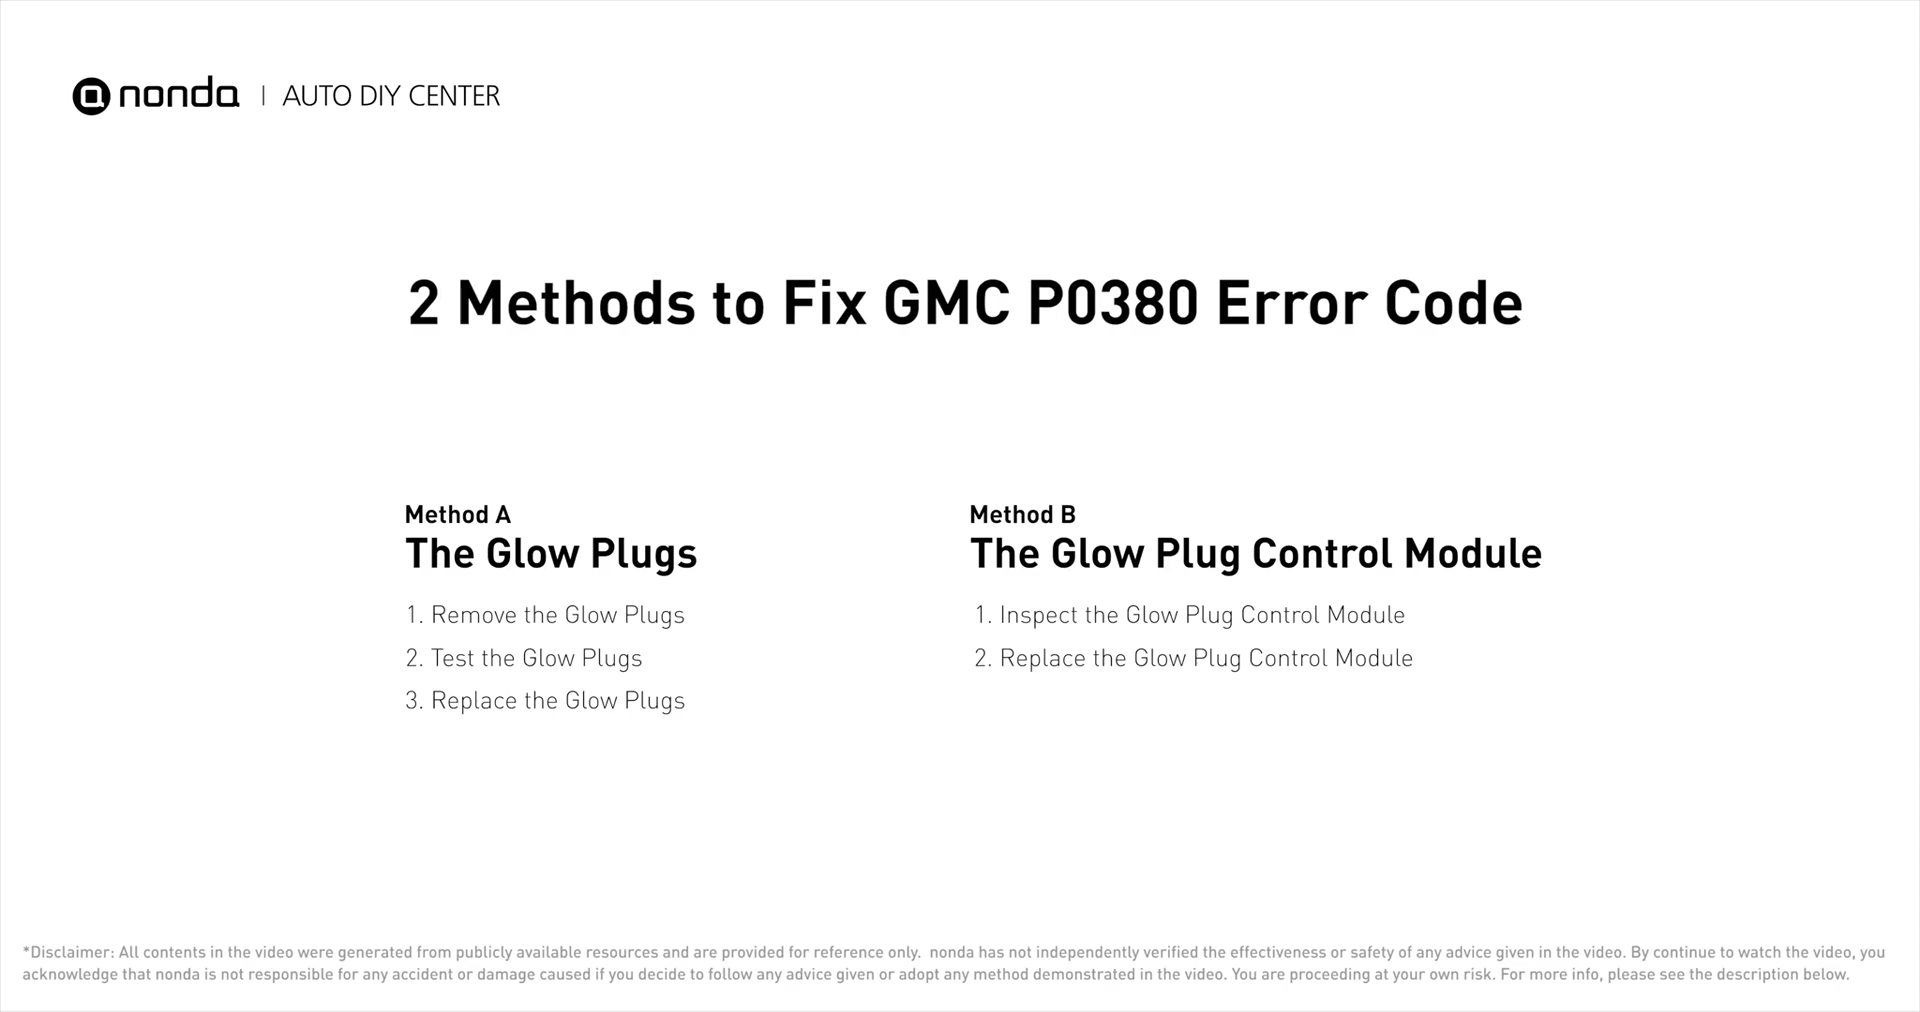 nonda | AUTO DIY CENTER
2 Methods to Fix GMC P0380 Error Code
Method A
The Glow Plugs
1. Remove the Glow Plugs
2. Test the Glow Plugs
3. Replace the Glow Plugs
Method B
The Glow Plug Control Module
1. Inspect the Glow Plug Control Module
2. Replace the Glow Plug Control Module
*Disclaimer: All contents in the video were generated from publicly available resources and are provided for reference only. nonda has not independently verified the effectiveness or safety of any advice given in the video. By continue to watch the video, you
acknowledge that nonda is not responsible for any accident or damage caused if you decide to follow any advice given or adopt any method demonstrated in the video. You are proceeding at your own risk. For more info, please see the description below.